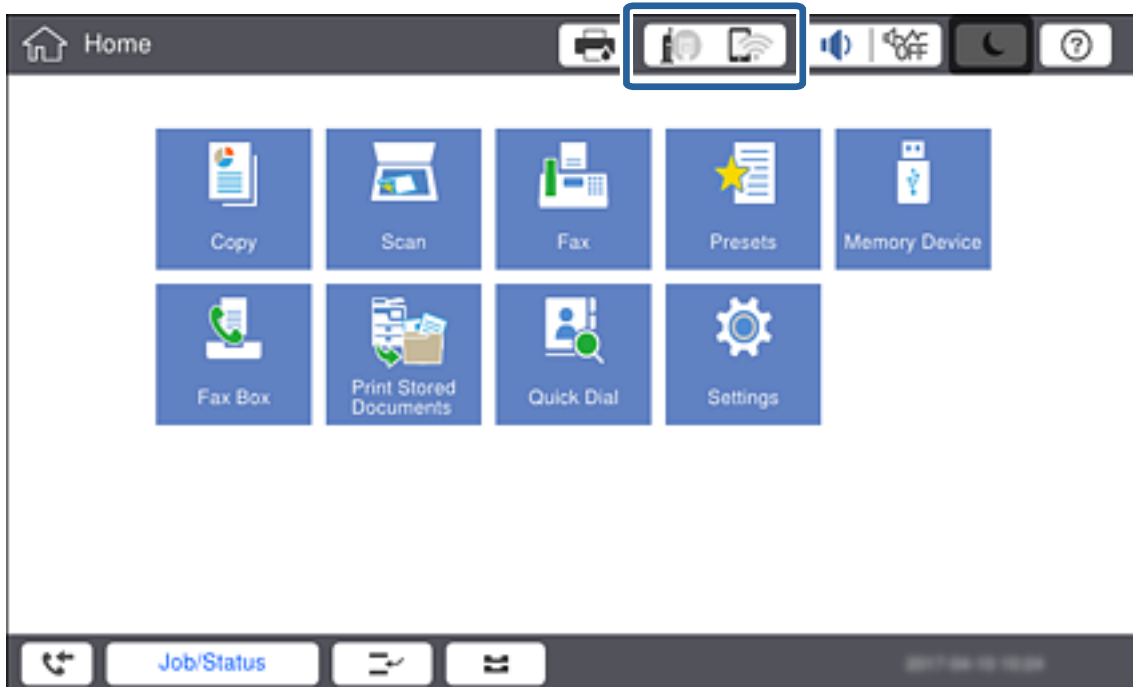 Home
OFF
?
Copy
Scan
Fax
Presets
Memory Device
Fax Box
Print Stored
Documents
Quick Dial
Settings
Job/Status